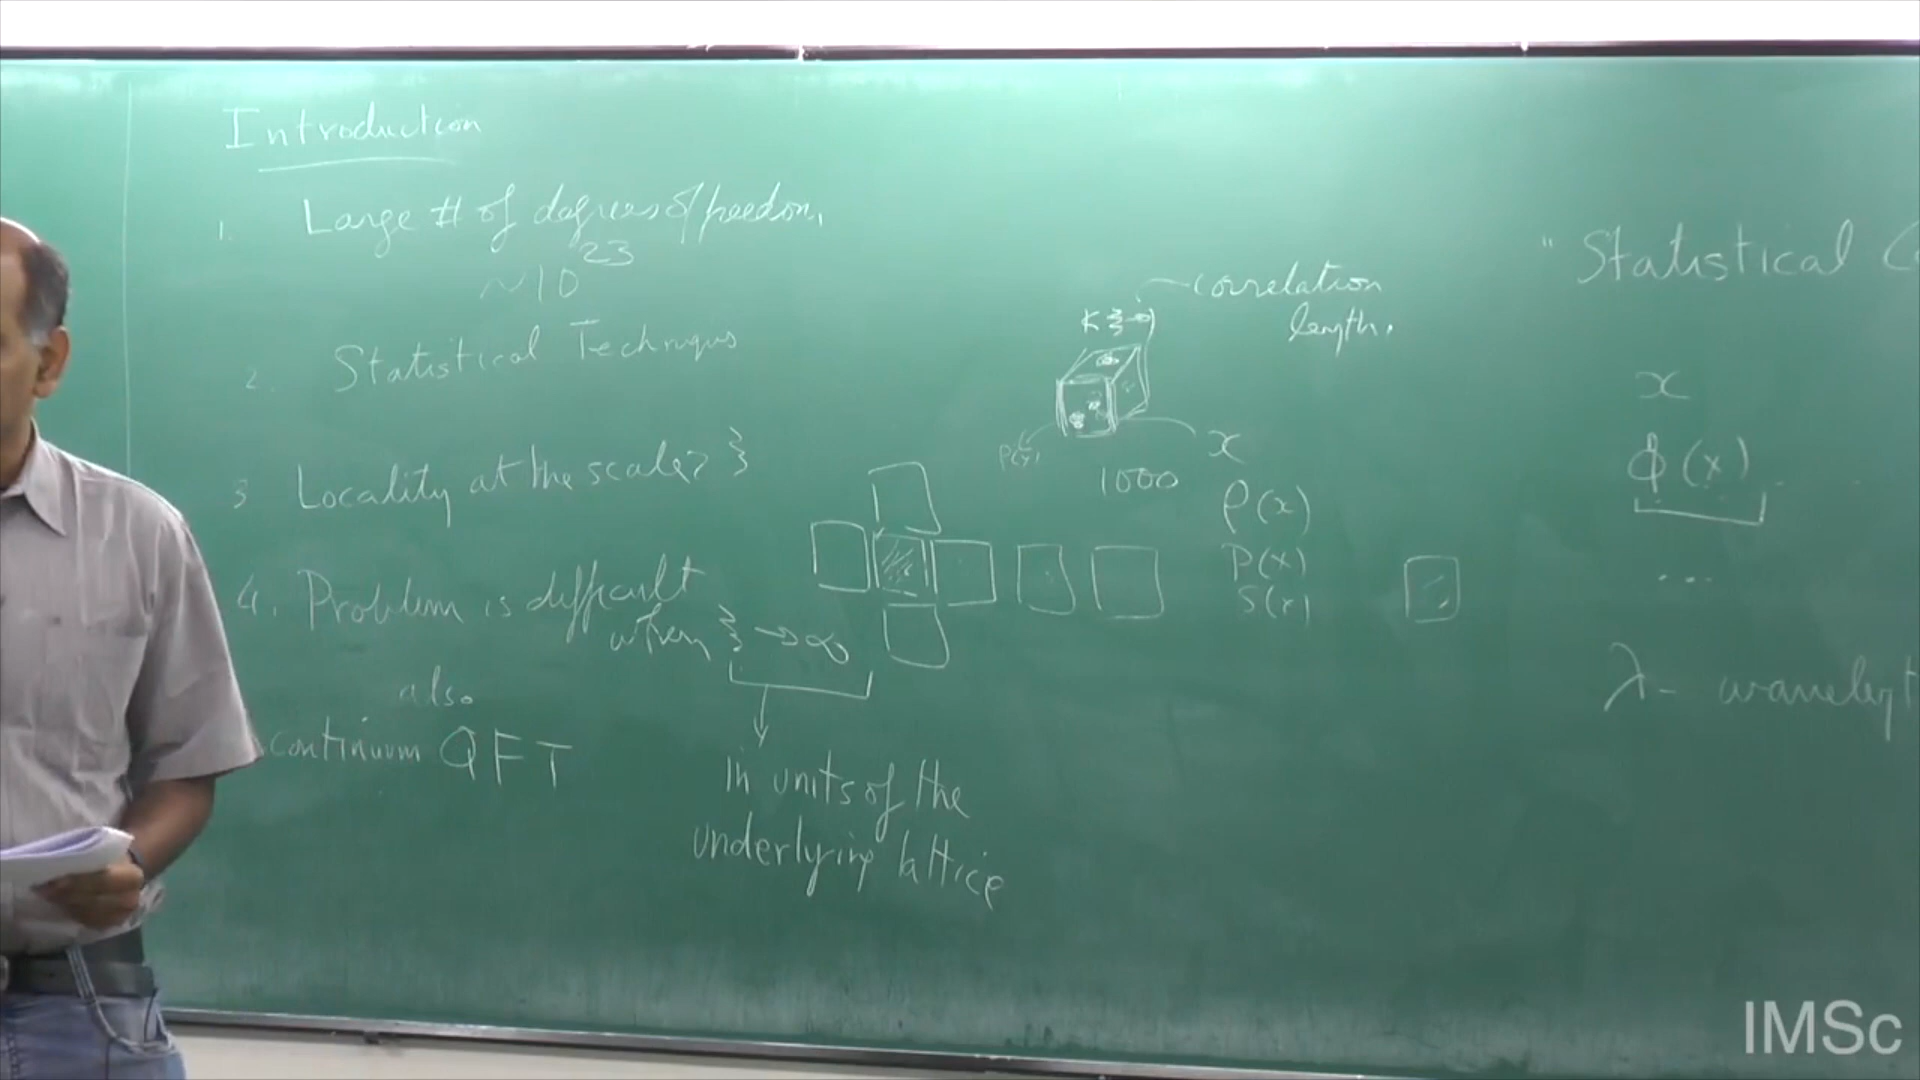 Introduction
1. Large # of degrees of freedom,
~10^23
2. Statistical Techniques
3 Locality at the scale ξ
4. Problem is difficult
when ξ → ∞
also
continuum QFT
in units of the
underlying lattice
correlation
length.
ξ
x
1000
ρ(x)
P(x)
S(x)
"Statistical
x
ϕ(x)
...
λ-
IMSc